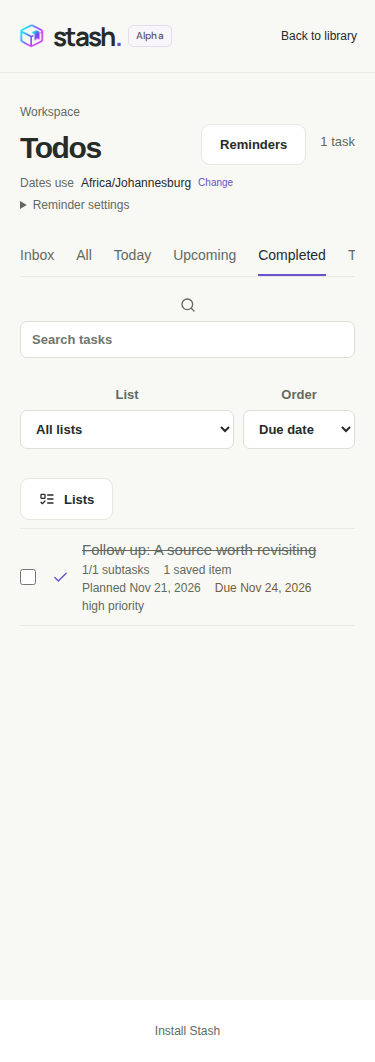 stash. Alpha Back to library
Workspace
Todos Reminders 1 task
Dates use Africa/Johannesburg Change
Reminder settings
Inbox All Today Upcoming Completed T
Search tasks
List Order
All lists Due date
Lists
Follow up: A source worth revisiting
1/1 subtasks 1 saved item
Planned Nov 21, 2026 Due Nov 24, 2026
high priority
Install Stash